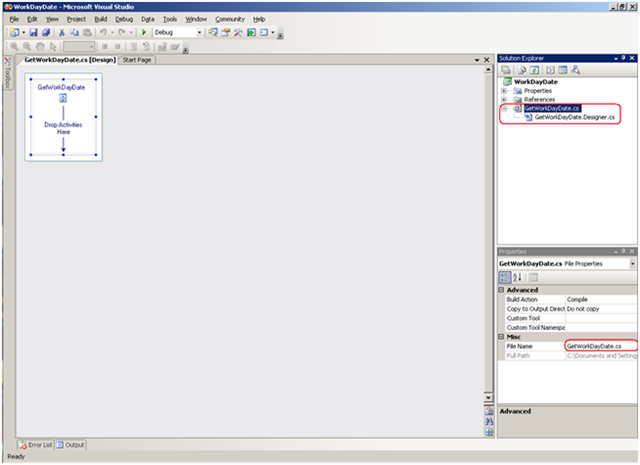 WorkDayDate - Microsoft Visual Studio
File Edit View Project Build Debug Data Tools Window Community Help
Debug
Toolbox
GetWorkDayDate.cs [Design] Start Page
GetWorkDayDate
Drop Activities
Here
Solution Explorer
WorkDayDate
Properties
References
GetWorkDayDate.cs
GetWorkDayDate.Designer.cs
Properties
GetWorkDayDate.cs File Properties
Advanced
Build Action Compile
Copy to Output Direct Do not copy
Custom Tool
Custom Tool Namespa
Misc
File Name GetWorkDayDate.cs
Full Path C:\Documents and Setting
Advanced
Error List Output
Ready